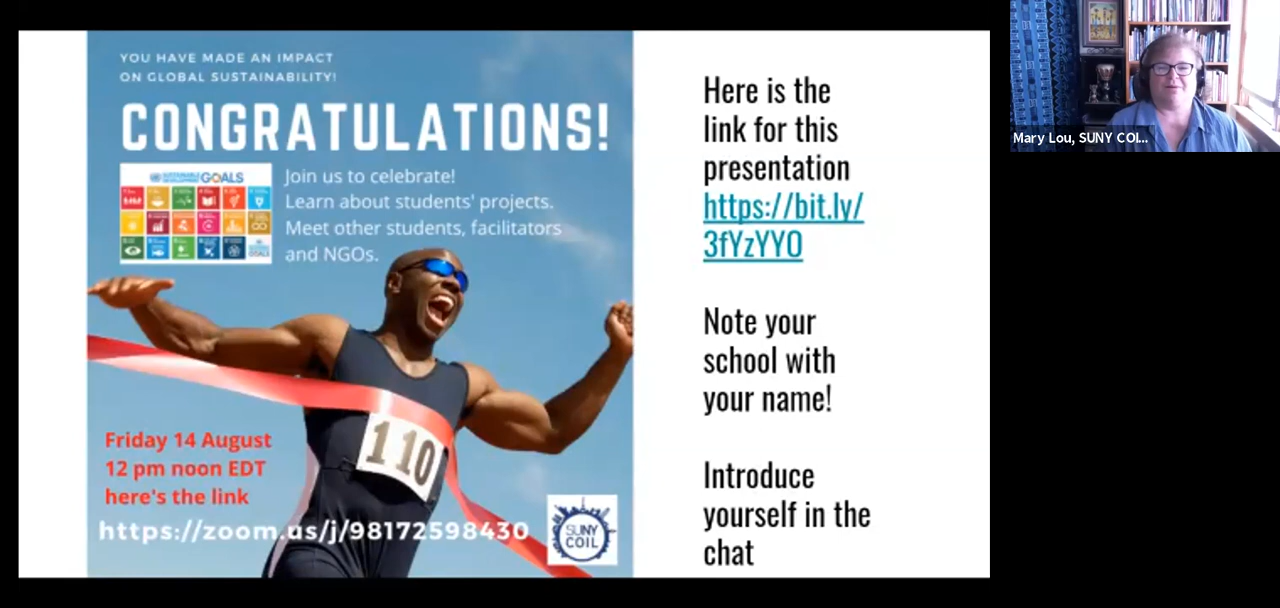 YOU HAVE MADE AN IMPACT
ON GLOBAL SUSTAINABILITY!
CONGRATULATIONS!
SUSTAINABLE DEVELOPMENT GOALS
Join us to celebrate!
Learn about students' projects.
Meet other students, facilitators
and NGOs.
110
Friday 14 August
12 pm noon EDT
here's the link
https://zoom.us/j/98172598430
SUNY
COIL
Here is the
link for this
presentation
https://bit.ly/
3fYzYYO
Note your
school with
your name!
Introduce
yourself in the
chat
Mary Lou, SUNY COI...